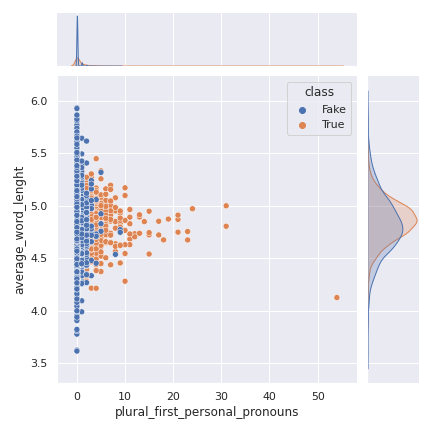 class
Fake
True
6.0
5.5
5.0
4.5
4.0
3.5
average_word_lenght
0 10 20 30 40 50
plural_first_personal_pronouns